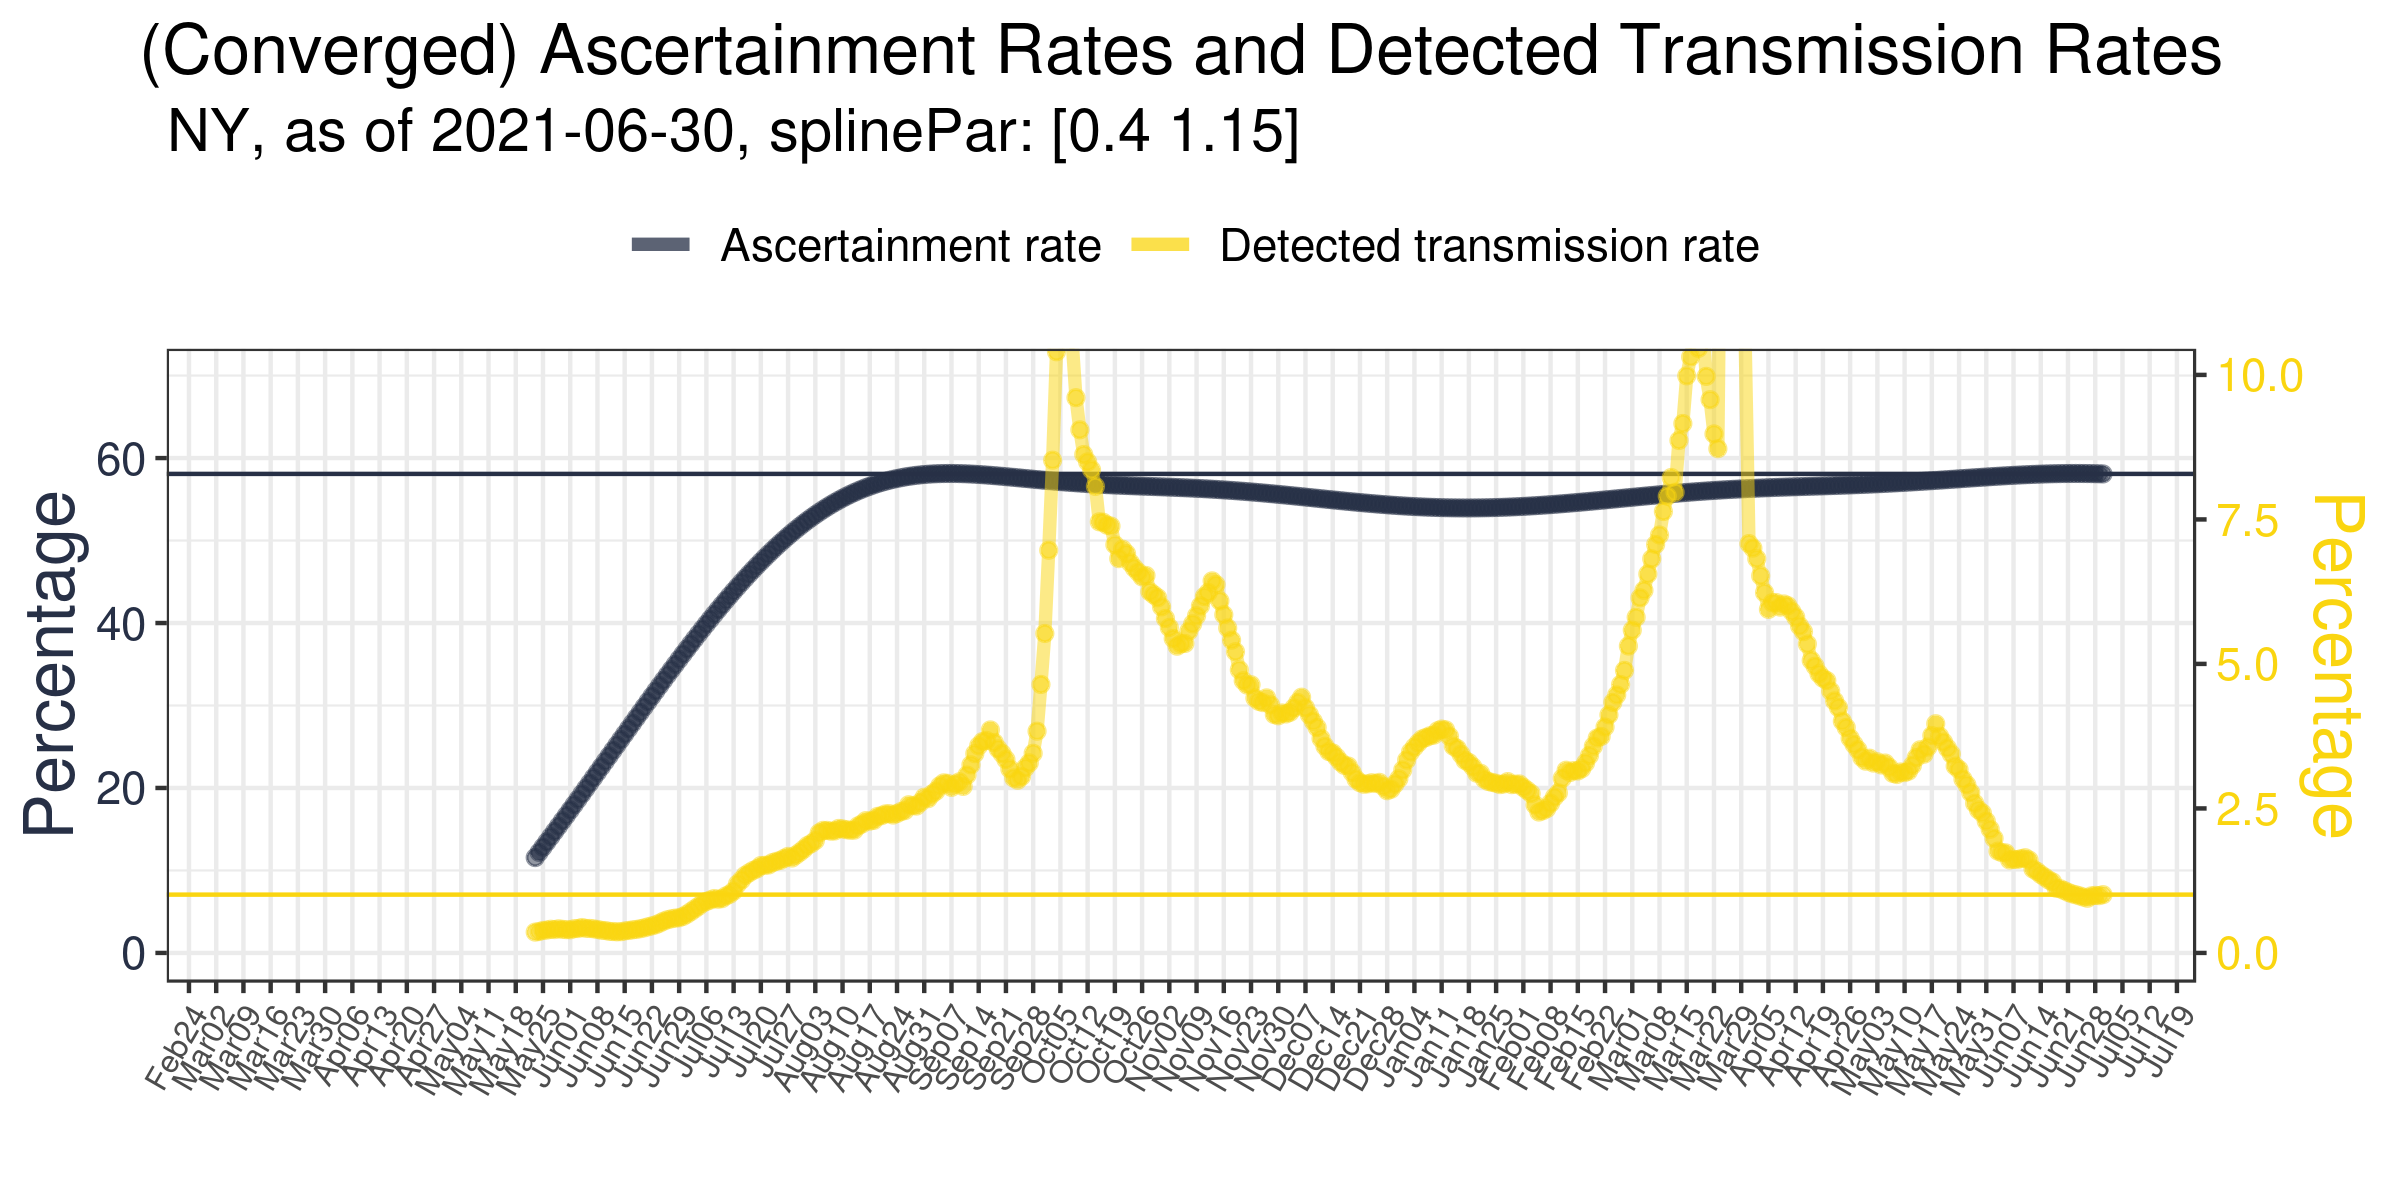 (Converged) Ascertainment Rates and Detected Transmission Rates
NY, as of 2021-06-30, splinePar: [0.4 1.15]
Ascertainment rate
Detected transmission rate
Percentage
60
40
20
0
10.0
7.5
5.0
2.5
0.0
Percentage
Feb24
Mar02
Mar09
Mar16
Mar23
Mar30
Apr06
Apr13
Apr20
Apr27
May04
May11
May18
May25
Jun01
Jun08
Jun15
Jun22
Jun29
Jul06
Jul13
Jul20
Jul27
Aug03
Aug10
Aug17
Aug24
Aug31
Sep07
Sep14
Sep21
Sep28
Oct05
Oct12
Oct19
Oct26
Nov02
Nov09
Nov16
Nov23
Nov30
Dec07
Dec14
Dec21
Dec28
Jan04
Jan11
Jan18
Jan25
Feb01
Feb08
Feb15
Feb22
Mar01
Mar08
Mar15
Mar22
Mar29
Apr05
Apr12
Apr19
Apr26
May03
May10
May17
May24
May31
Jun07
Jun14
Jun21
Jun28
Jul05
Jul12
Jul19